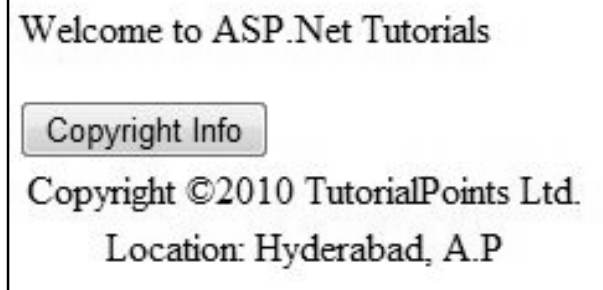 Welcome to ASP.Net Tutorials
Copyright Info
Copyright ©2010 TutorialPoints Ltd.
Location: Hyderabad, A.P